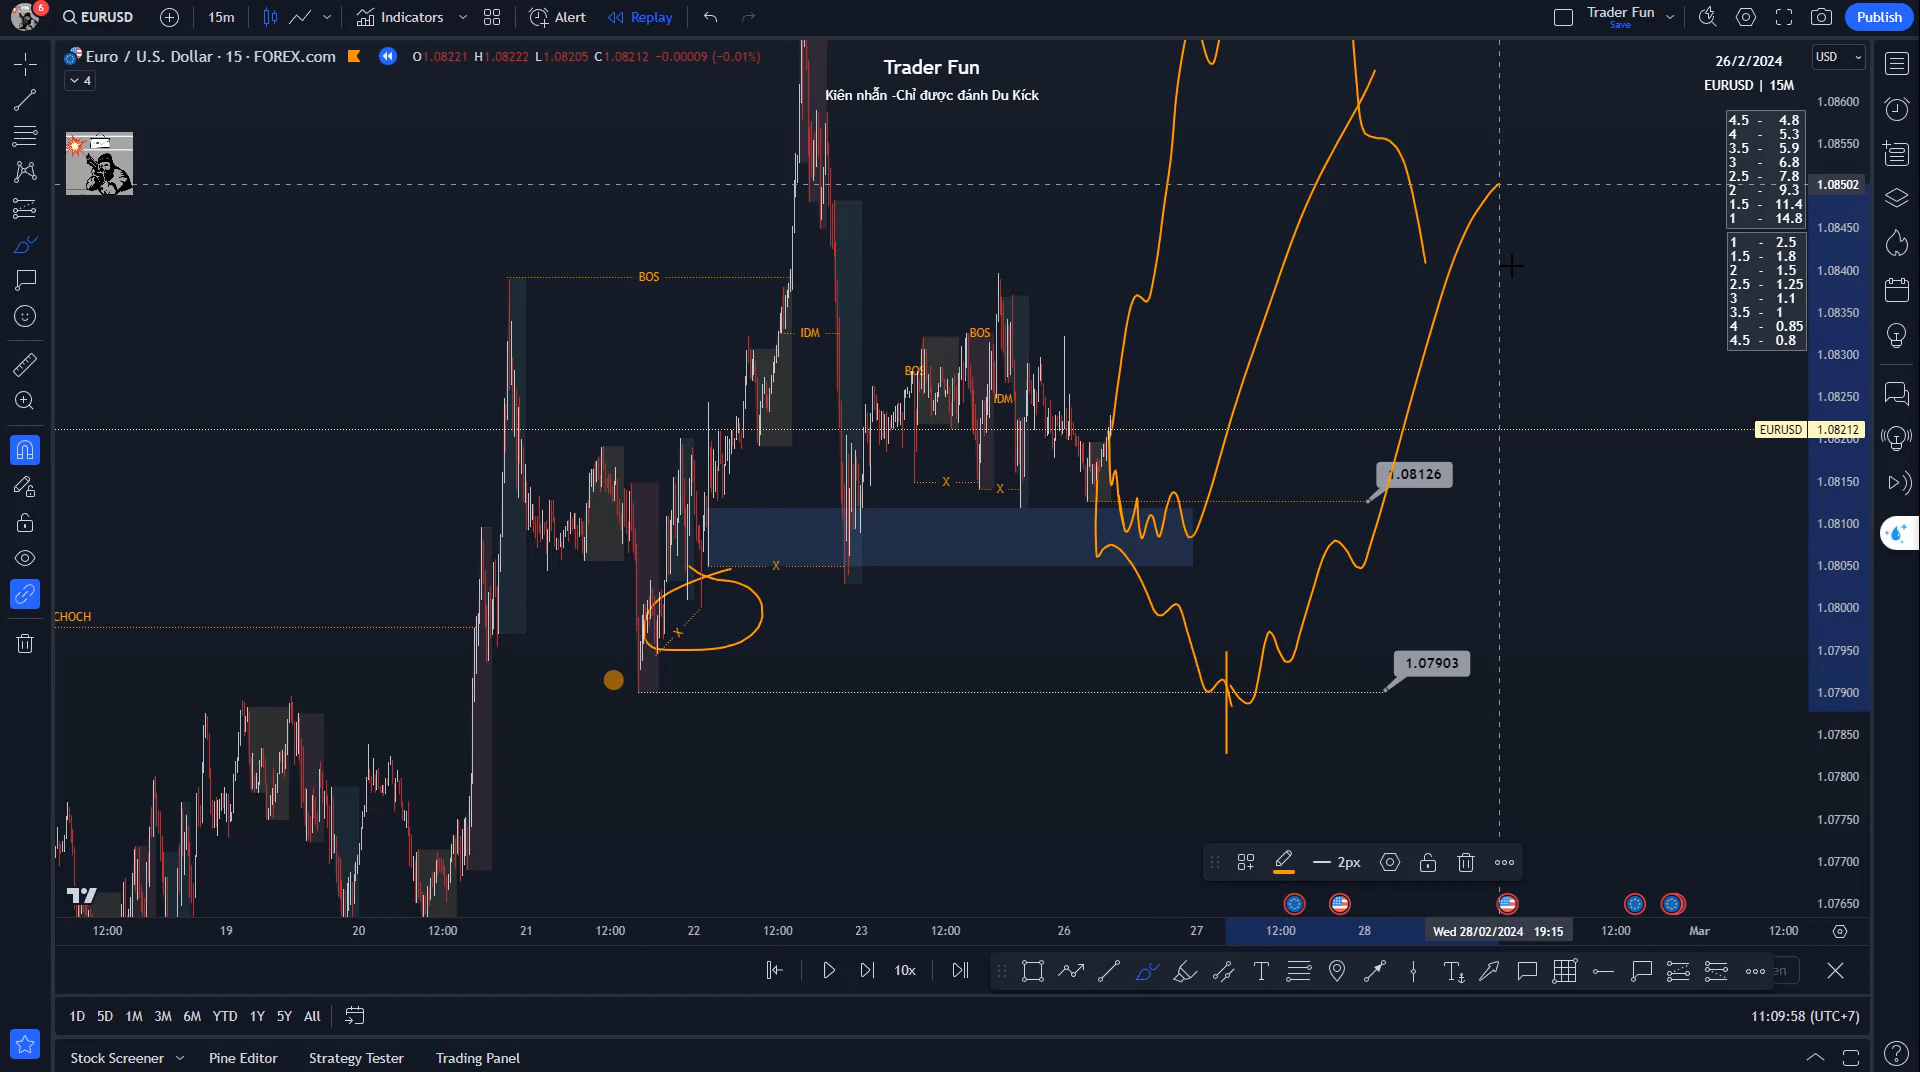 6
EURUSD
15m
Indicators
Alert
Replay
Trader Fun
Save
Publish
Euro / U.S. Dollar · 15 · FOREX.com
O1.08221 H1.08222 L1.08205 C1.08212 -0.00009 (-0.01%)
4
Trader Fun
Kiên nhẫn -Chỉ được đánh Du Kíck
26/2/2024
EURUSD | 15M
USD
4.5 - 4.8
4 - 5.3
3.5 - 5.9
3 - 6.8
2.5 - 7.8
2 - 9.3
1.5 - 11.4
1 - 14.8
1 - 2.5
1.5 - 1.8
2 - 1.5
2.5 - 1.25
3 - 1.1
3.5 - 1
4 - 0.85
4.5 - 0.8
1.08600
1.08550
1.08502
1.08450
1.08400
1.08350
1.08300
1.08250
EURUSD 1.08212
1.08200
1.08150
1.08100
1.08050
1.08000
1.07950
1.07900
1.07850
1.07800
1.07750
1.07700
1.07650
BOS
IDM
BOS
BOS
IDM
X
X
1.08126
X
CHOCH
X
1.07903
2px
12:00
19
20
12:00
21
12:00
22
12:00
23
12:00
26
27
12:00
28
Wed 28/02/2024 19:15
12:00
Mar
12:00
10x
en
1D 5D 1M 3M 6M YTD 1Y 5Y All
11:09:58 (UTC+7)
Stock Screener
Pine Editor
Strategy Tester
Trading Panel